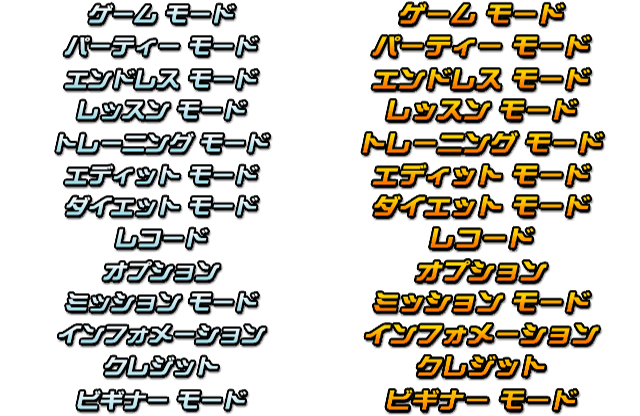 ゲーム モード ゲーム モード
パーティー モード パーティー モード
エンドレス モード エンドレス モード
レッスン モード レッスン モード
トレーニング モード トレーニング モード
エディット モード エディット モード
ダイエット モード ダイエット モード
レコード レコード
オプション オプション
ミッション モード ミッション モード
インフォメーション インフォメーション
クレジット クレジット
ビギナー モード ビギナー モード